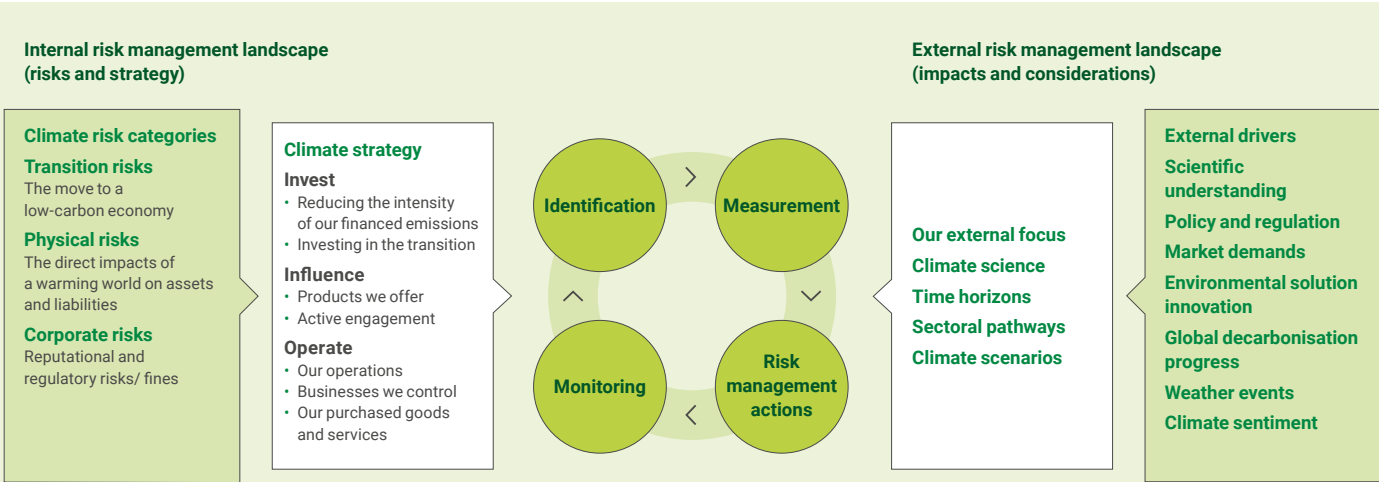 Internal risk management landscape
(risks and strategy)
Climate risk categories
Transition risks
The move to a
low-carbon economy
Physical risks
The direct impacts of
a warming world on assets
and liabilities
Corporate risks
Reputational and
regulatory risks/ fines
Climate strategy
Invest
• Reducing the intensity
of our financed emissions
• Investing in the transition
Influence
• Products we offer
• Active engagement
Operate
• Our operations
• Businesses we control
• Our purchased goods
and services
Identification
Measurement
Monitoring
Risk
management
actions
External risk management landscape
(impacts and considerations)
Our external focus
Climate science
Time horizons
Sectoral pathways
Climate scenarios
External drivers
Scientific
understanding
Policy and regulation
Market demands
Environmental solution
innovation
Global decarbonisation
progress
Weather events
Climate sentiment